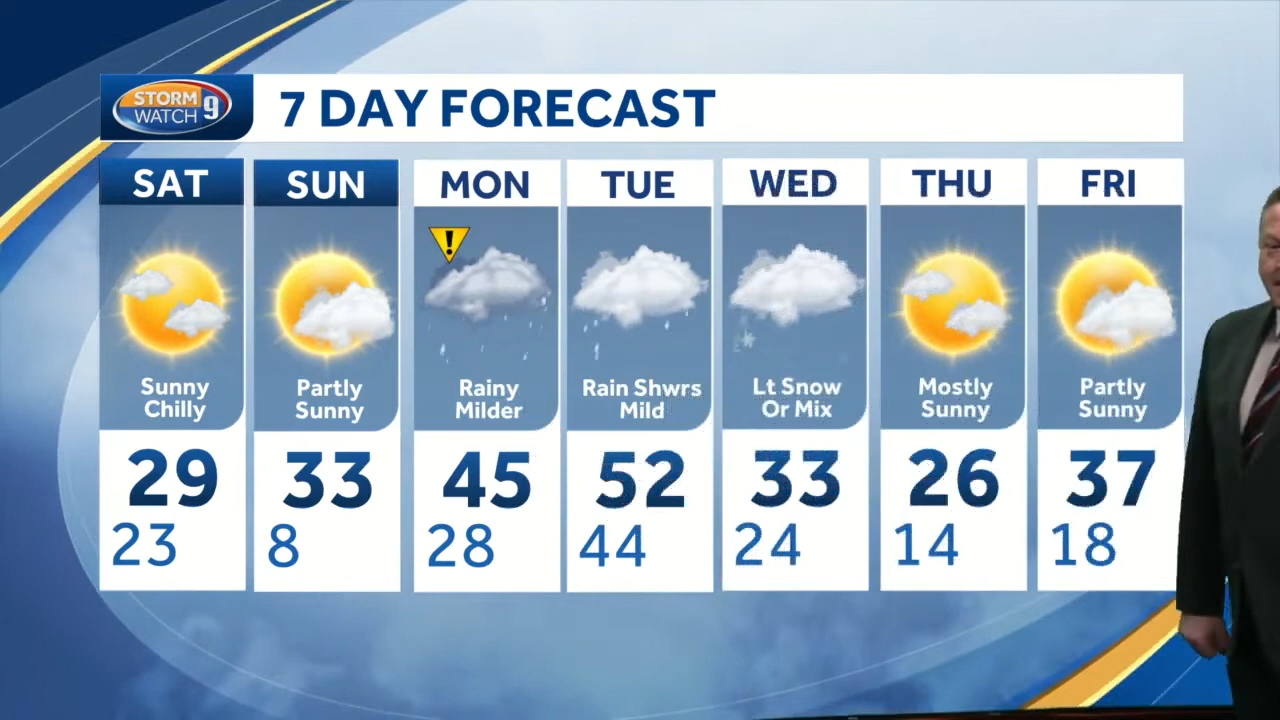 STORM
WATCH 9
7 DAY FORECAST
SAT
SUN
MON
TUE
WED
THU
FRI
!
Sunny
Chilly
Partly
Sunny
Rainy
Milder
Rain Shwrs
Mild
Lt Snow
Or Mix
Mostly
Sunny
Partly
Sunny
29
33
45
52
33
26
37
23
8
28
44
24
14
18